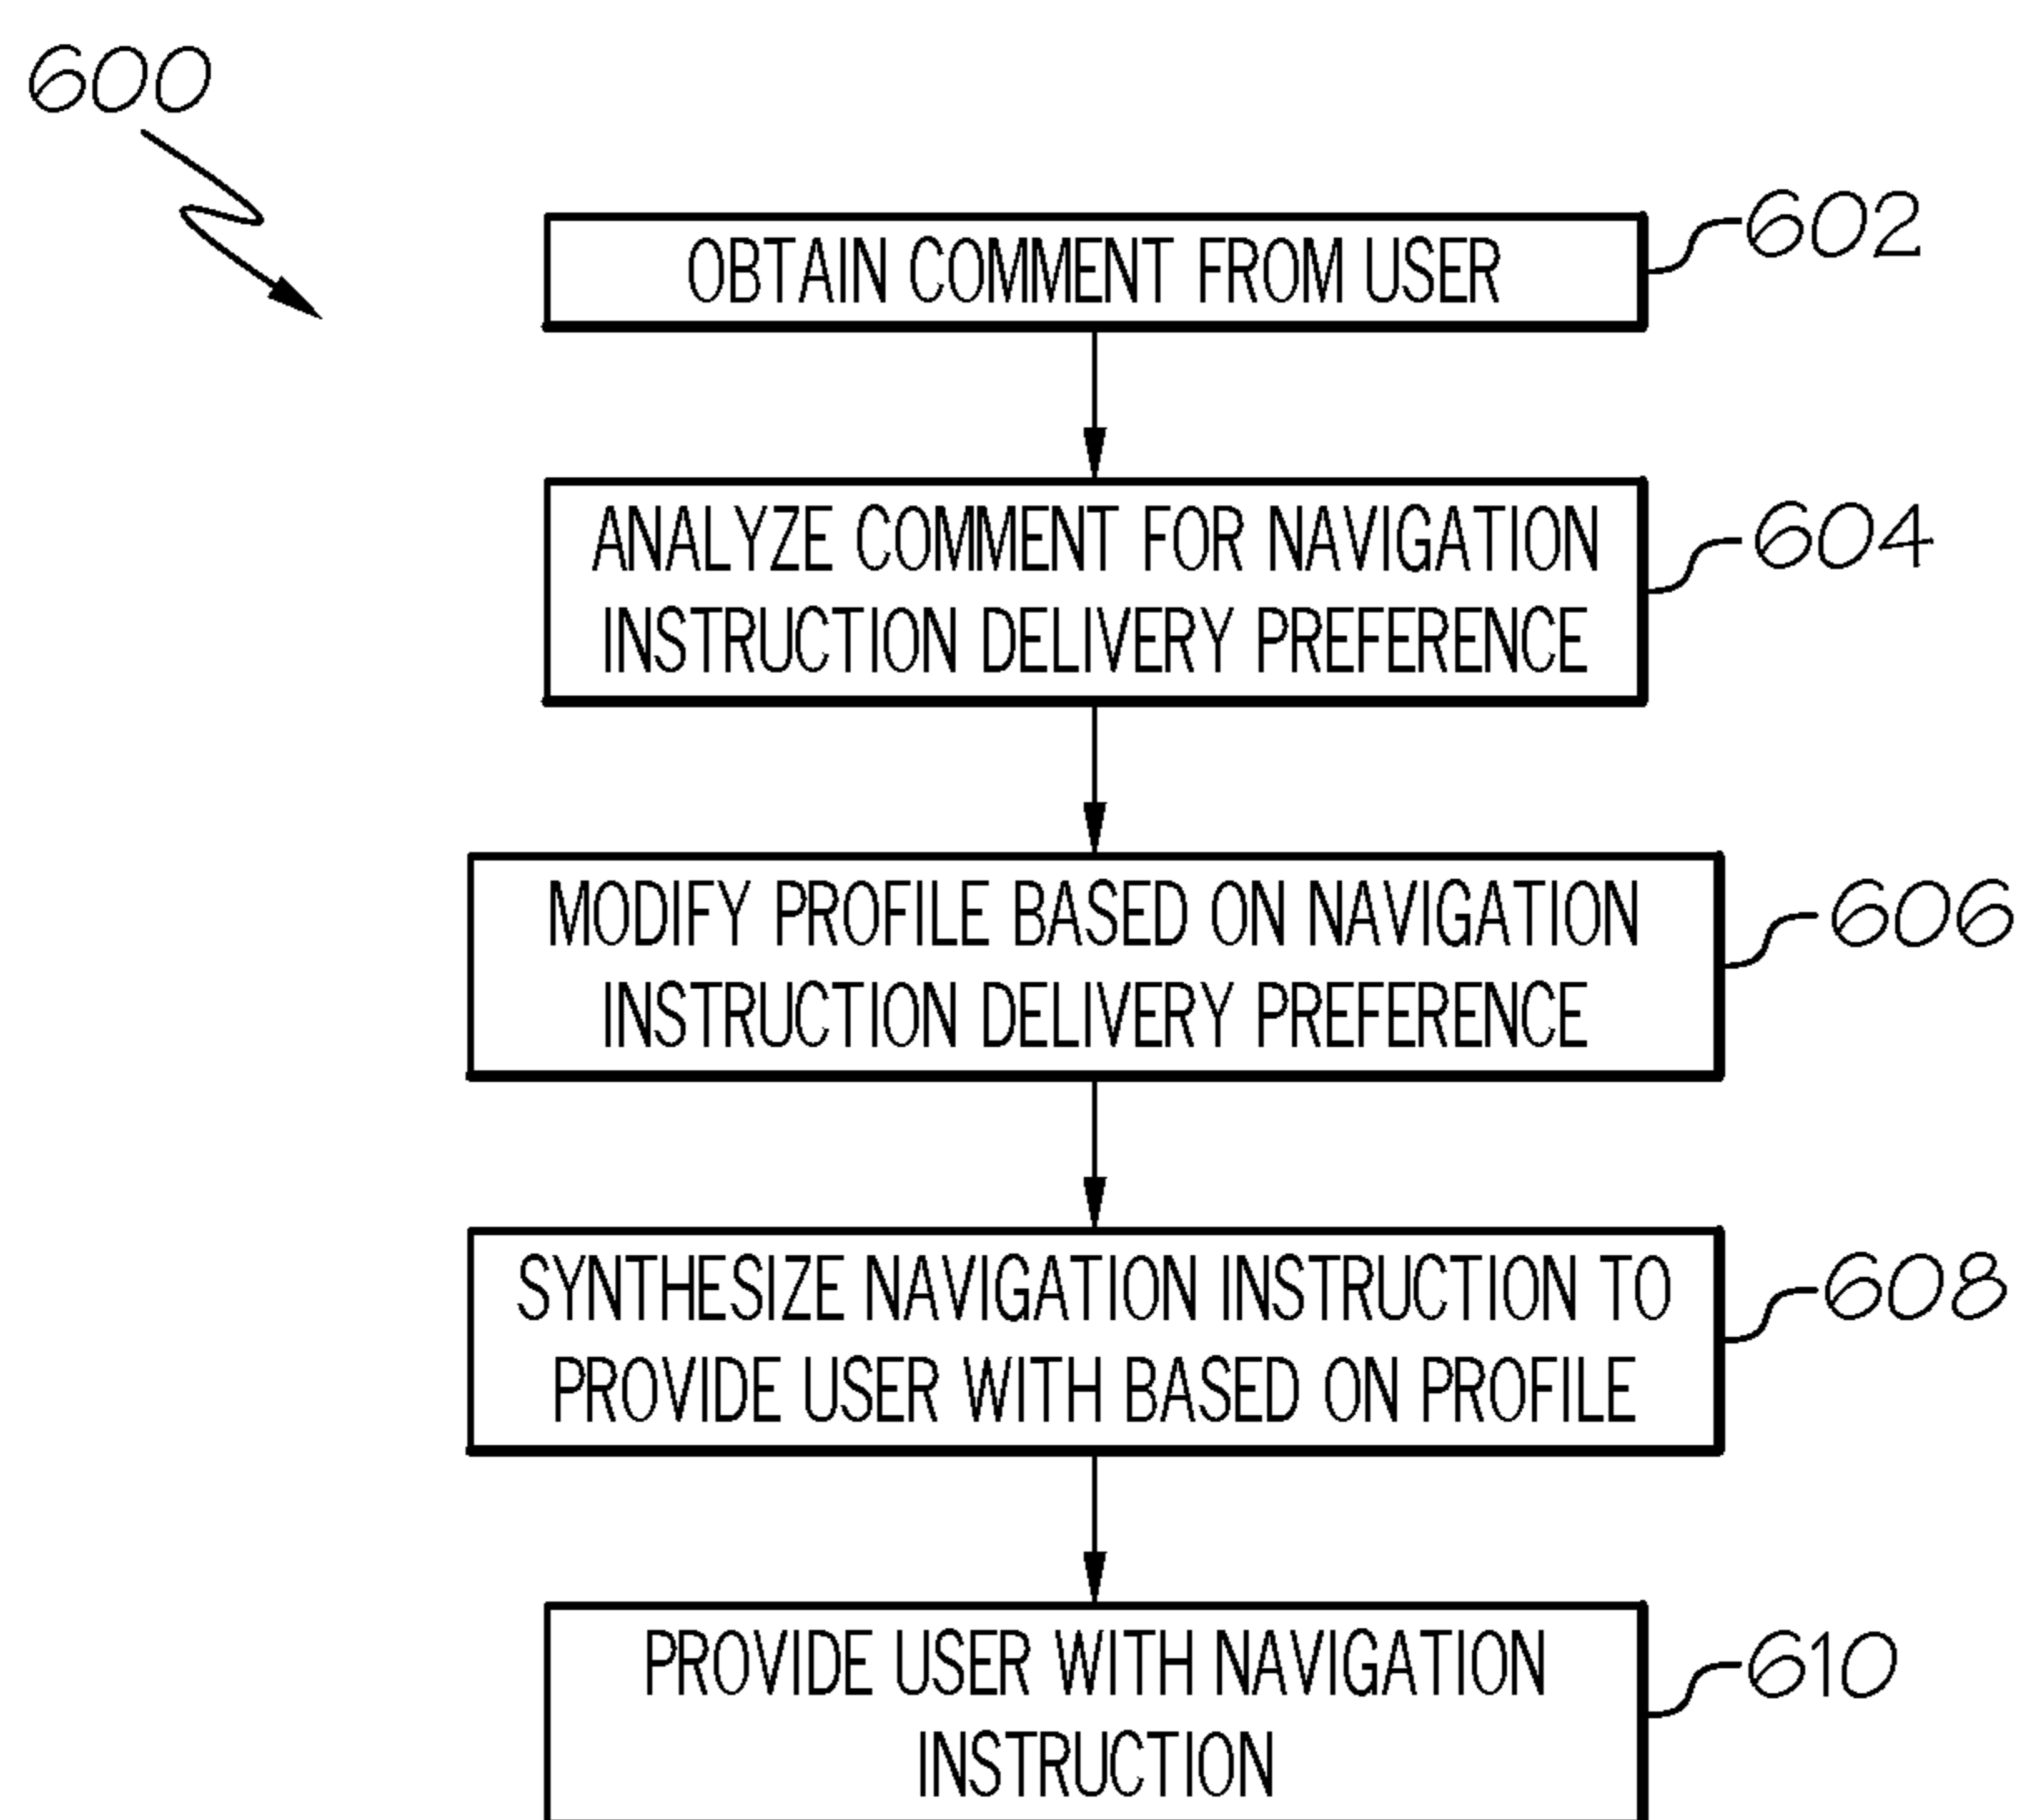 600
OBTAIN COMMENT FROM USER
602
ANALYZE COMMENT FOR NAVIGATION
INSTRUCTION DELIVERY PREFERENCE
604
MODIFY PROFILE BASED ON NAVIGATION
INSTRUCTION DELIVERY PREFERENCE
606
SYNTHESIZE NAVIGATION INSTRUCTION TO
PROVIDE USER WITH BASED ON PROFILE
608
PROVIDE USER WITH NAVIGATION
INSTRUCTION
610